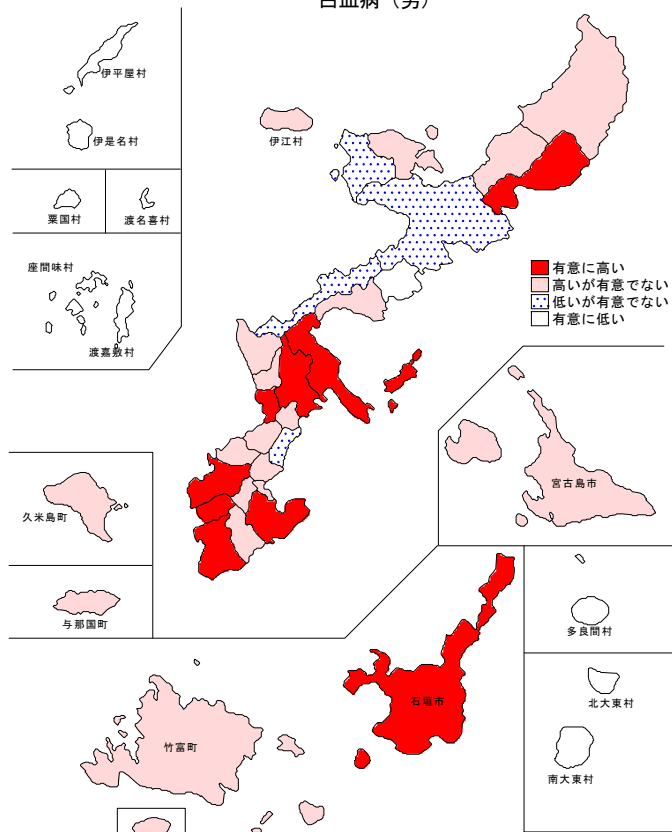 白血病（男）
伊平屋村
伊是名村
伊江村
粟国村
渡名喜村
座間味村
渡嘉敷村
有意に高い
高いが有意でない
低いが有意でない
有意に低い
久米島町
宮古島市
与那国町
多良間村
石垣市
北大東村
竹富町
南大東村